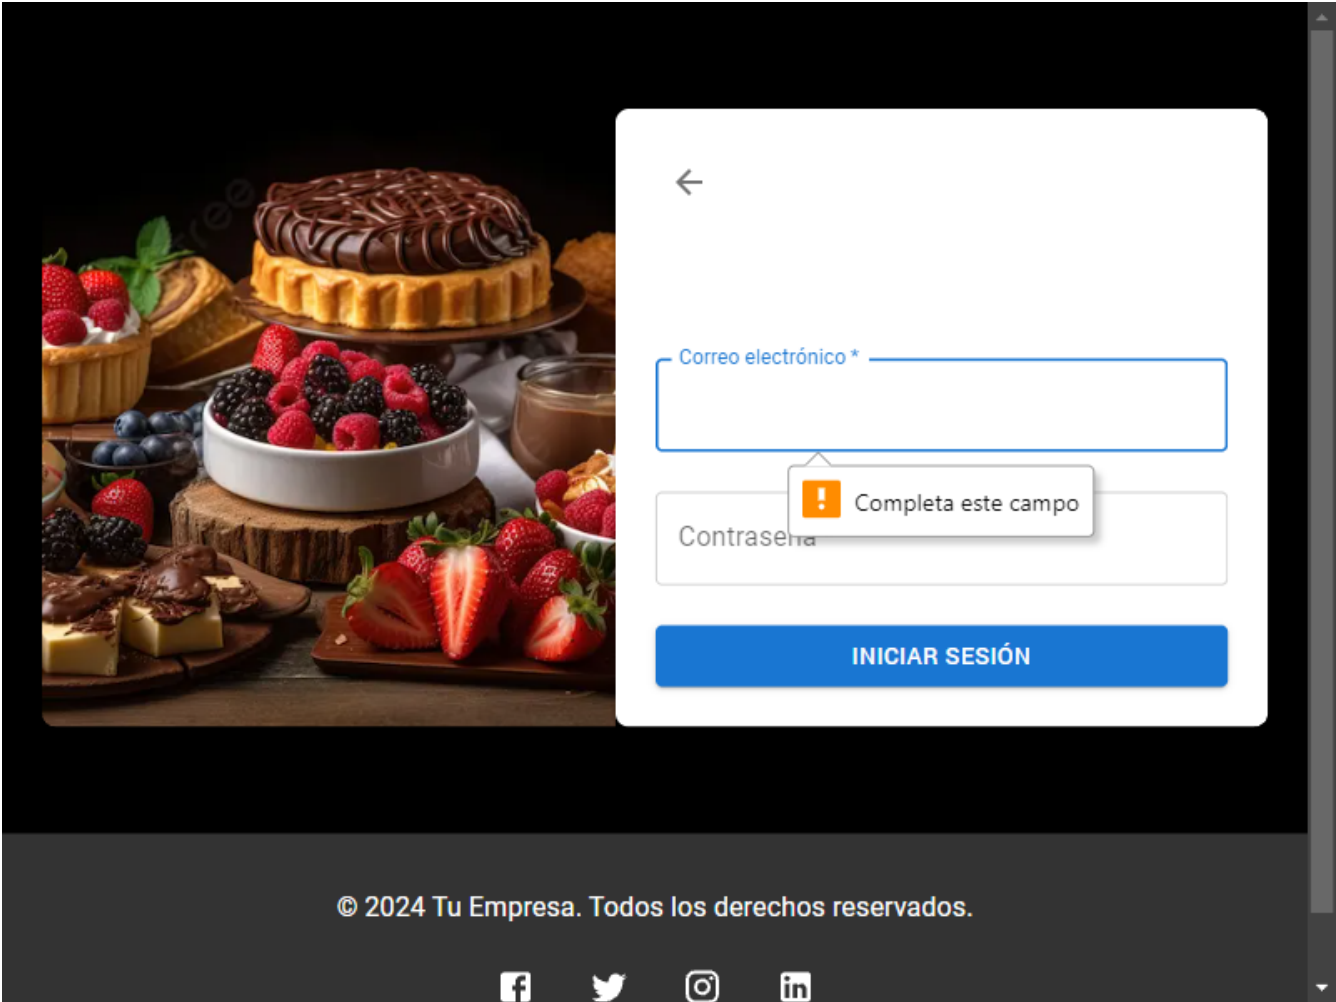 Correo electrónico *
Completa este campo
Contraseña
INICIAR SESIÓN
© 2024 Tu Empresa. Todos los derechos reservados.